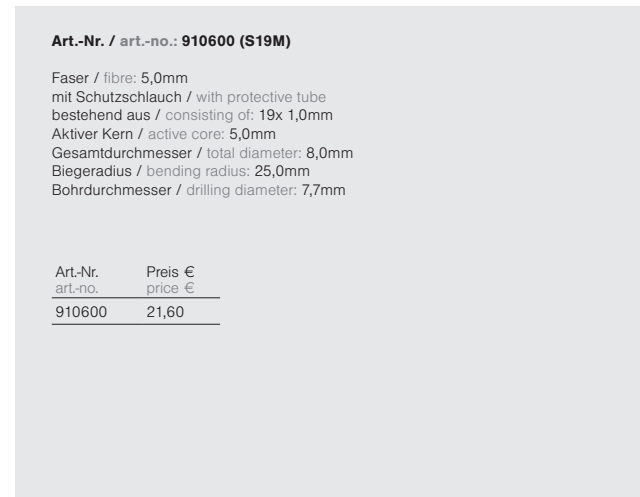 Art.-Nr. / art.-no.: 910600 (S19M)
Faser / fibre: 5,0mm
mit Schutzschlauch / with protective tube
bestehend aus / consisting of: 19x 1,0mm
Aktiver Kern / active core: 5,0mm
Gesamtdurchmesser / total diameter: 8,0mm
Biegeradius / bending radius: 25,0mm
Bohrdurchmesser / drilling diameter: 7,7mm
Art.-Nr. Preis €
art.-no. price €
910600 21,60